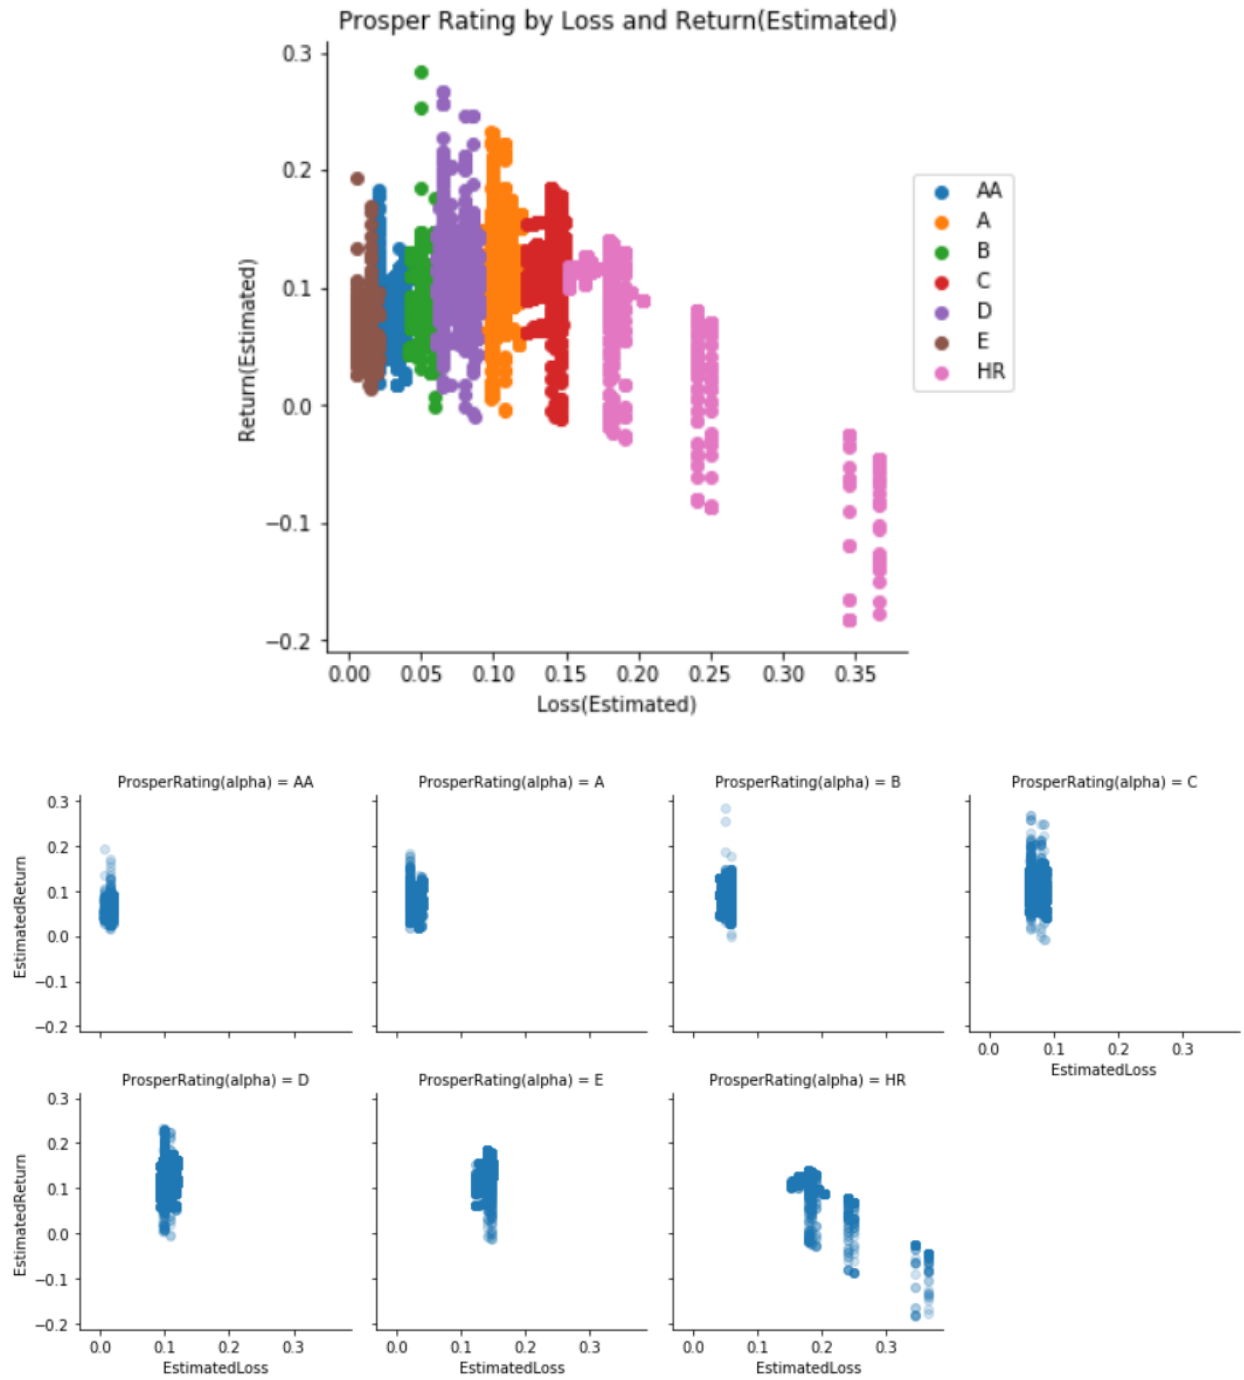 Prosper Rating by Loss and Return(Estimated)
0.3
0.2
0.1
0.0
−0.1
−0.2
Return(Estimated)
0.00 0.05 0.10 0.15 0.20 0.25 0.30 0.35
Loss(Estimated)
AA
A
B
C
D
E
HR
ProsperRating(alpha) = AA
ProsperRating(alpha) = A
ProsperRating(alpha) = B
ProsperRating(alpha) = C
0.3
0.2
0.1
0.0
−0.1
−0.2
EstimatedReturn
0.0 0.1 0.2 0.3
EstimatedLoss
ProsperRating(alpha) = D
ProsperRating(alpha) = E
ProsperRating(alpha) = HR
0.3
0.2
0.1
0.0
−0.1
−0.2
EstimatedReturn
0.0 0.1 0.2 0.3
EstimatedLoss
0.0 0.1 0.2 0.3
EstimatedLoss
0.0 0.1 0.2 0.3
EstimatedLoss